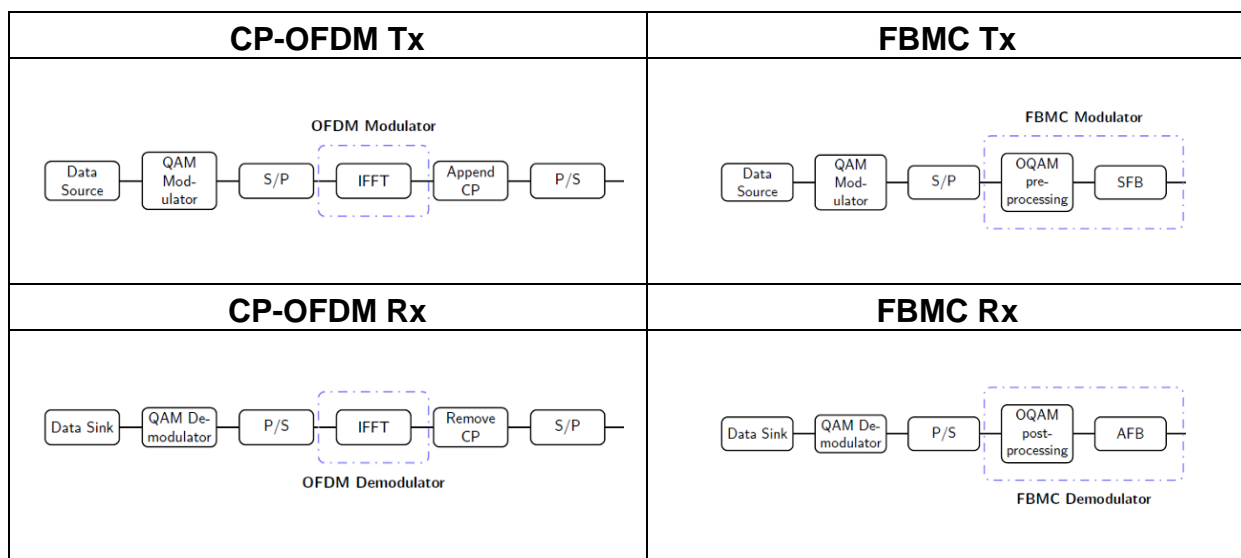 CP-OFDM Tx
FBMC Tx
OFDM Modulator
Data
Source
QAM
Mod-
ulator
S/P
IFFT
Append
CP
P/S
FBMC Modulator
Data
Source
QAM
Mod-
ulator
S/P
OQAM
pre-
processing
SFB
CP-OFDM Rx
FBMC Rx
Data Sink
QAM De-
modulator
P/S
IFFT
Remove
CP
S/P
OFDM Demodulator
Data Sink
QAM De-
modulator
P/S
OQAM
post-
processing
AFB
FBMC Demodulator